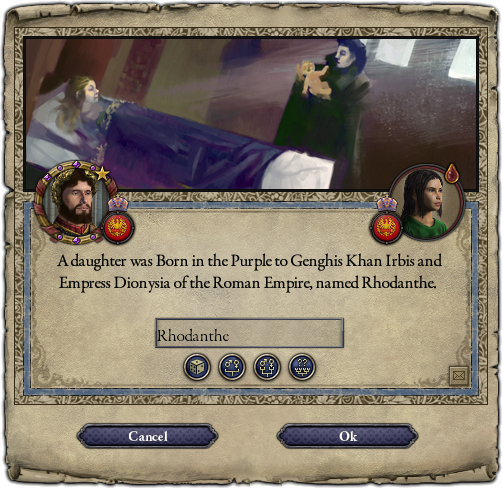 A daughter was Born in the Purple to Genghis Khan Irbis and
Empress Dionysia of the Roman Empire, named Rhodanthe.
Rhodanthe
Cancel
Ok